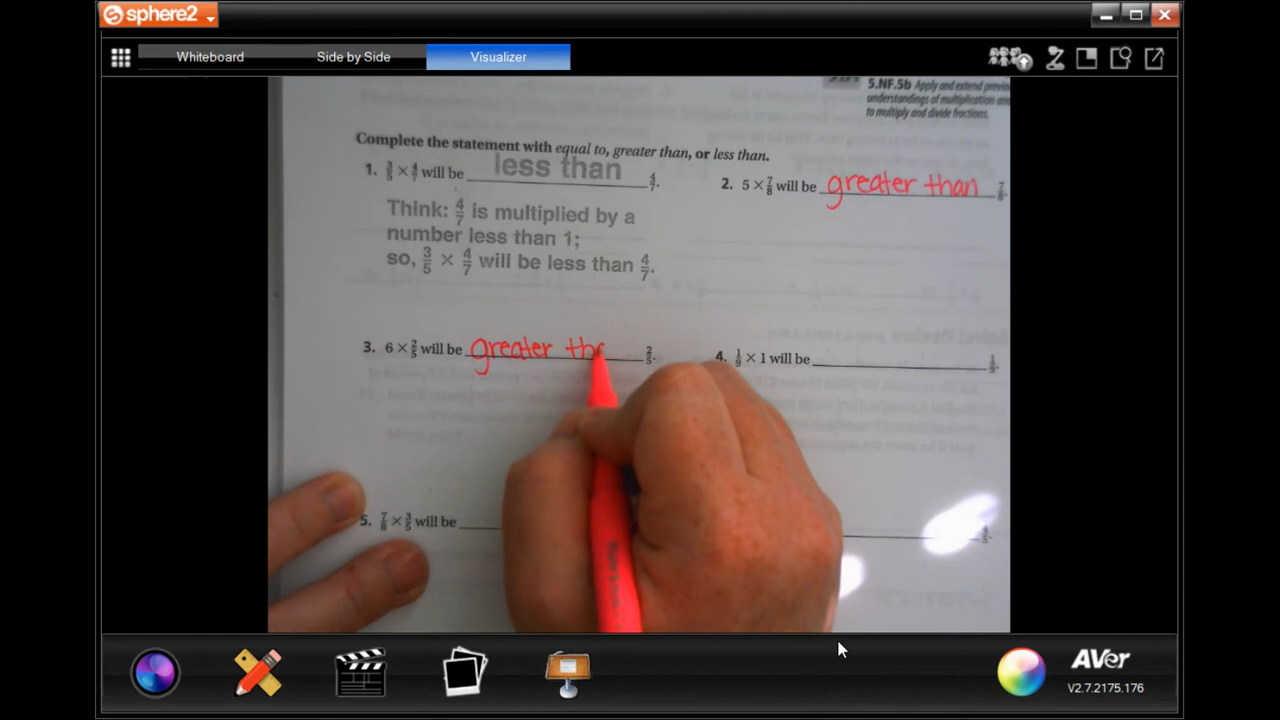 sphere2
Whiteboard Side by Side Visualizer
5.NF.5b Apply and extend previ
understandings of multiplication an
to multiply and divide fractions.
Complete the statement with equal to, greater than, or less than.
1. 3/5 × 4/7 will be less than 4/7.
Think: 4/7 is multiplied by a
number less than 1;
so, 3/5 × 4/7 will be less than 4/7.
2. 5 × 7/8 will be greater than 7/8.
3. 6 × 2/5 will be greater tha 2/5.
4. 1/9 × 1 will be
5. 7/8 × 3/5 will be
AVer
V2.7.2175.176